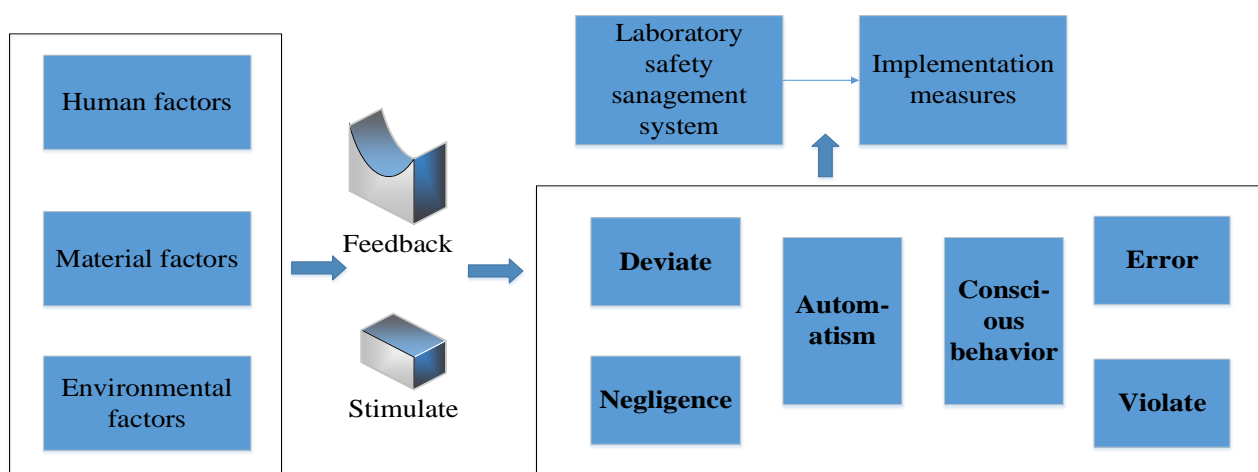 Human factors
Material factors
Environmental
factors
Feedback
Stimulate
Laboratory
safety
sanagement
system
Implementation
measures
Deviate
Negligence
Autom-
atism
Consci-
ous
behavior
Error
Violate